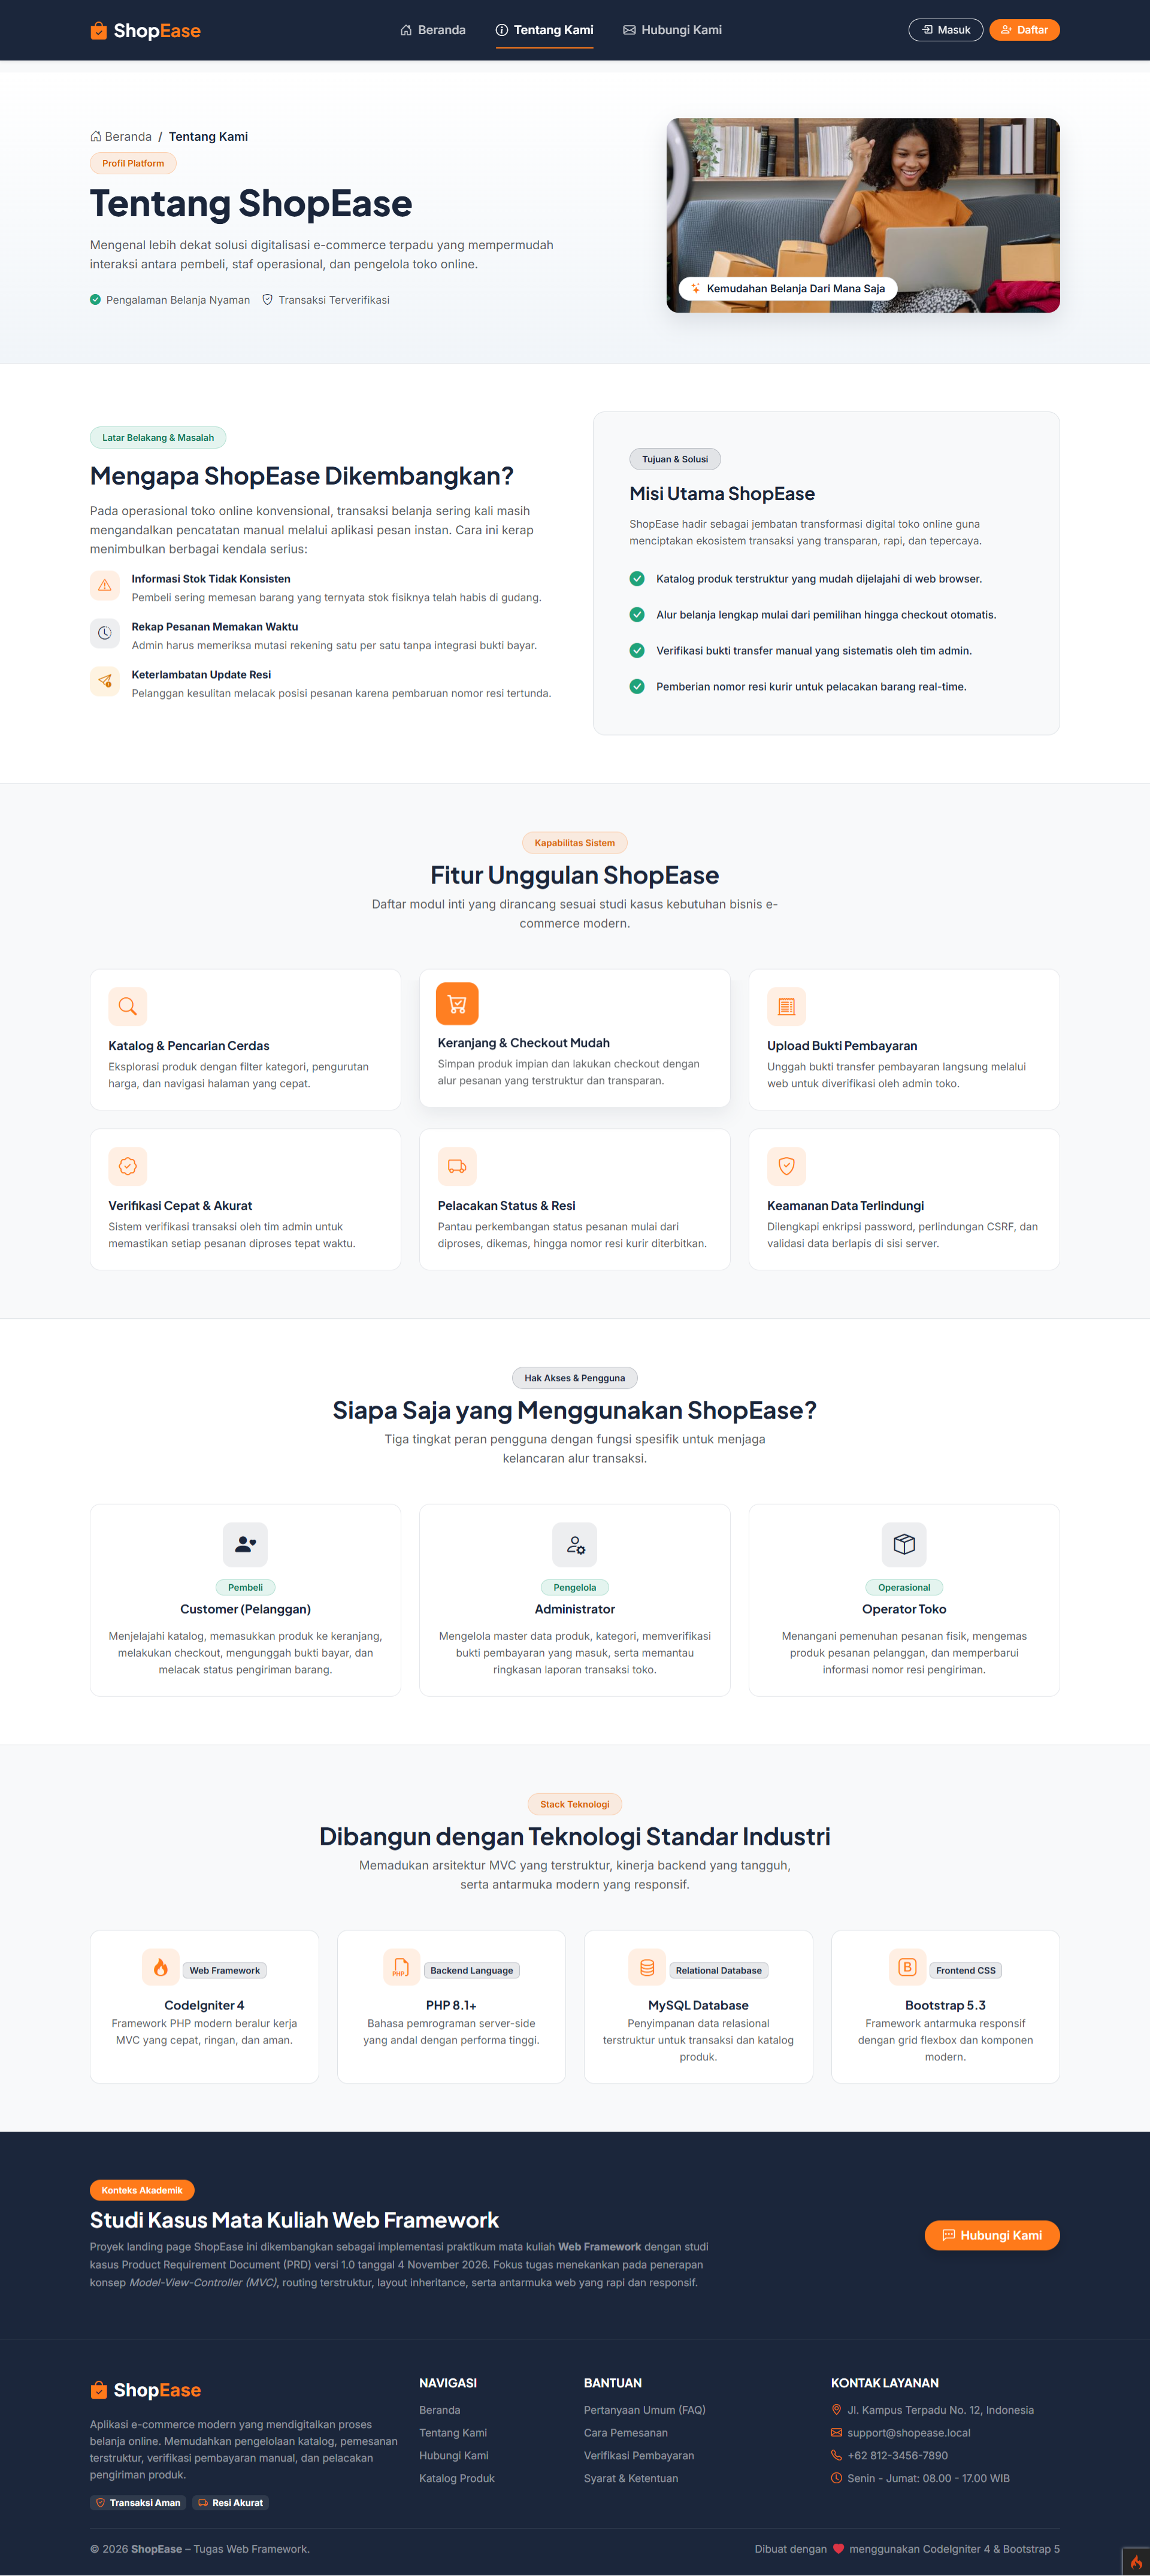 ShopEase
Beranda
Tentang Kami
Hubungi Kami
Masuk
Daftar
Beranda / Tentang Kami
Profil Platform
Tentang ShopEase
Mengenal lebih dekat solusi digitalisasi e-commerce terpadu yang mempermudah
interaksi antara pembeli, staf operasional, dan pengelola toko online.
Pengalaman Belanja Nyaman
Transaksi Terverifikasi
Kemudahan Belanja Dari Mana Saja
Latar Belakang & Masalah
Mengapa ShopEase Dikembangkan?
Pada operasional toko online konvensional, transaksi belanja sering kali masih
mengandalkan pencatatan manual melalui aplikasi pesan instan. Cara ini kerap
menimbulkan berbagai kendala serius:
Informasi Stok Tidak Konsisten
Pembeli sering memesan barang yang ternyata stok fisiknya telah habis di gudang.
Rekap Pesanan Memakan Waktu
Admin harus memeriksa mutasi rekening satu per satu tanpa integrasi bukti bayar.
Keterlambatan Update Resi
Pelanggan kesulitan melacak posisi pesanan karena pembaruan nomor resi tertunda.
Tujuan & Solusi
Misi Utama ShopEase
ShopEase hadir sebagai jembatan transformasi digital toko online guna
menciptakan ekosistem transaksi yang transparan, rapi, dan tepercaya.
Katalog produk terstruktur yang mudah dijelajahi di web browser.
Alur belanja lengkap mulai dari pemilihan hingga checkout otomatis.
Verifikasi bukti transfer manual yang sistematis oleh tim admin.
Pemberian nomor resi kurir untuk pelacakan barang real-time.
Kapabilitas Sistem
Fitur Unggulan ShopEase
Daftar modul inti yang dirancang sesuai studi kasus kebutuhan bisnis e-
commerce modern.
Katalog & Pencarian Cerdas
Eksplorasi produk dengan filter kategori, pengurutan
harga, dan navigasi halaman yang cepat.
Keranjang & Checkout Mudah
Simpan produk impian dan lakukan checkout dengan
alur pesanan yang terstruktur dan transparan.
Upload Bukti Pembayaran
Unggah bukti transfer pembayaran langsung melalui
web untuk diverifikasi oleh admin toko.
Verifikasi Cepat & Akurat
Sistem verifikasi transaksi oleh tim admin untuk
memastikan setiap pesanan diproses tepat waktu.
Pelacakan Status & Resi
Pantau perkembangan status pesanan mulai dari
diproses, dikemas, hingga nomor resi kurir diterbitkan.
Keamanan Data Terlindungi
Dilengkapi enkripsi password, perlindungan CSRF, dan
validasi data berlapis di sisi server.
Hak Akses & Pengguna
Siapa Saja yang Menggunakan ShopEase?
Tiga tingkat peran pengguna dengan fungsi spesifik untuk menjaga
kelancaran alur transaksi.
Pembeli
Customer (Pelanggan)
Menjelajahi katalog, memasukkan produk ke keranjang,
melakukan checkout, mengunggah bukti bayar, dan
melacak status pengiriman barang.
Pengelola
Administrator
Mengelola master data produk, kategori, memverifikasi
bukti pembayaran yang masuk, serta memantau
ringkasan laporan transaksi toko.
Operasional
Operator Toko
Menangani pemenuhan pesanan fisik, mengemas
produk pesanan pelanggan, dan memperbarui
informasi nomor resi pengiriman.
Stack Teknologi
Dibangun dengan Teknologi Standar Industri
Memadukan arsitektur MVC yang terstruktur, kinerja backend yang tangguh,
serta antarmuka modern yang responsif.
Web Framework
CodeIgniter 4
Framework PHP modern beralur kerja
MVC yang cepat, ringan, dan aman.
PHP
Backend Language
PHP 8.1+
Bahasa pemrograman server-side
yang andal dengan performa tinggi.
Relational Database
MySQL Database
Penyimpanan data relasional
terstruktur untuk transaksi dan katalog
produk.
B
Frontend CSS
Bootstrap 5.3
Framework antarmuka responsif
dengan grid flexbox dan komponen
modern.
Konteks Akademik
Studi Kasus Mata Kuliah Web Framework
Proyek landing page ShopEase ini dikembangkan sebagai implementasi praktikum mata kuliah Web Framework dengan studi
kasus Product Requirement Document (PRD) versi 1.0 tanggal 4 November 2026. Fokus tugas menekankan pada penerapan
konsep Model-View-Controller (MVC), routing terstruktur, layout inheritance, serta antarmuka web yang rapi dan responsif.
Hubungi Kami
ShopEase
Aplikasi e-commerce modern yang mendigitalkan proses
belanja online. Memudahkan pengelolaan katalog, pemesanan
terstruktur, verifikasi pembayaran manual, dan pelacakan
pengiriman produk.
Transaksi Aman
Resi Akurat
NAVIGASI
Beranda
Tentang Kami
Hubungi Kami
Katalog Produk
BANTUAN
Pertanyaan Umum (FAQ)
Cara Pemesanan
Verifikasi Pembayaran
Syarat & Ketentuan
KONTAK LAYANAN
Jl. Kampus Terpadu No. 12, Indonesia
support@shopease.local
+62 812-3456-7890
Senin - Jumat: 08.00 - 17.00 WIB
© 2026 ShopEase – Tugas Web Framework.
Dibuat dengan menggunakan CodeIgniter 4 & Bootstrap 5